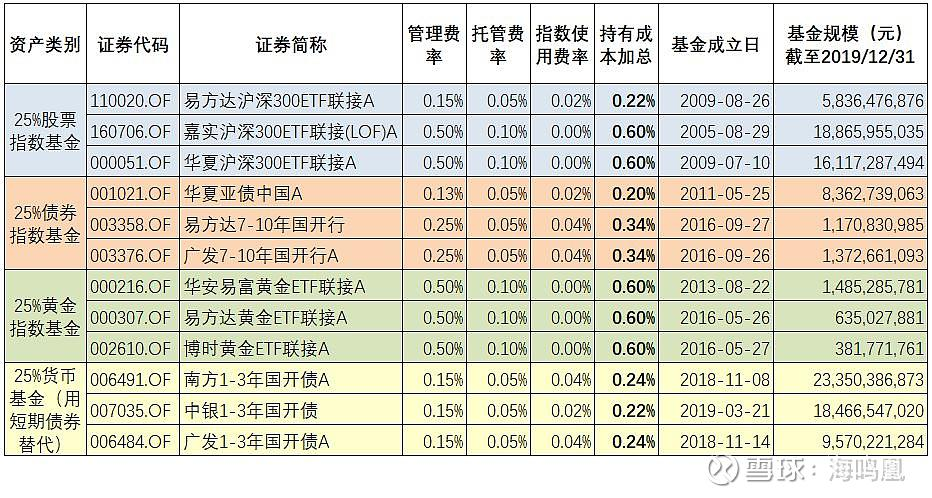 资产类别 证券代码 证券简称 管理费率 托管费率 指数使用费率 持有成本加总 基金成立日 基金规模（元）截至2019/12/31
25%股票指数基金 110020.OF 易方达沪深300ETF联接A 0.15% 0.05% 0.02% 0.22% 2009-08-26 5,836,476,876
160706.OF 嘉实沪深300ETF联接(LOF)A 0.50% 0.10% 0.00% 0.60% 2005-08-29 18,865,955,035
000051.OF 华夏沪深300ETF联接A 0.50% 0.10% 0.00% 0.60% 2009-07-10 16,117,287,494
25%债券指数基金 001021.OF 华夏亚债中国A 0.13% 0.05% 0.02% 0.20% 2011-05-25 8,362,739,063
003358.OF 易方达7-10年国开行 0.25% 0.05% 0.04% 0.34% 2016-09-27 1,170,830,985
003376.OF 广发7-10年国开行A 0.25% 0.05% 0.04% 0.34% 2016-09-26 1,372,661,093
25%黄金指数基金 000216.OF 华安易富黄金ETF联接A 0.50% 0.10% 0.00% 0.60% 2013-08-22 1,485,285,781
000307.OF 易方达黄金ETF联接A 0.50% 0.10% 0.00% 0.60% 2016-05-26 635,027,881
002610.OF 博时黄金ETF联接A 0.50% 0.10% 0.00% 0.60% 2016-05-27 381,771,761
25%货币基金（用短期债券替代） 006491.OF 南方1-3年国开债A 0.15% 0.05% 0.04% 0.24% 2018-11-08 23,350,386,873
007035.OF 中银1-3年国开债 0.15% 0.05% 0.02% 0.22% 2019-03-21 18,466,547,020
006484.OF 广发1-3年国开债A 0.15% 0.05% 0.04% 0.24% 2018-11-14 9,570,221,284
雪球：海鸣凰